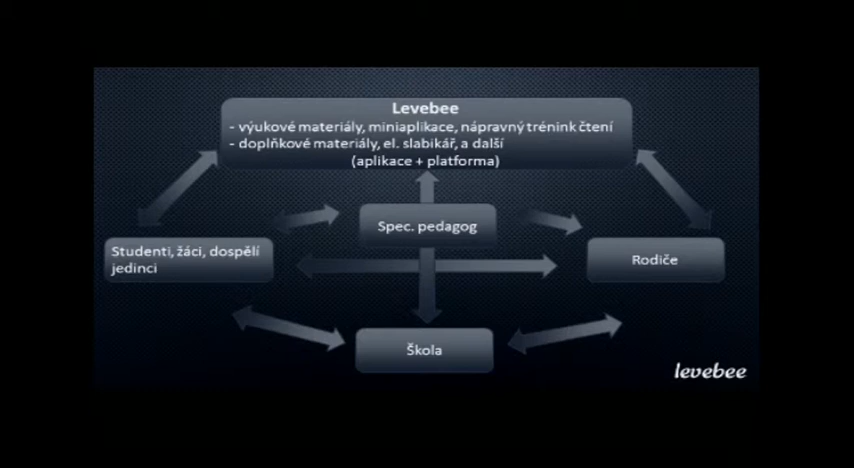 Levebee
- výukové materiály, miniaplikace, nápravný trénink čtení
- doplňkové materiály, el. slabikář, a další
(aplikace + platforma)
Spec. pedagog
Studenti, žáci, dospělí
jedinci
Rodiče
Škola
levebee